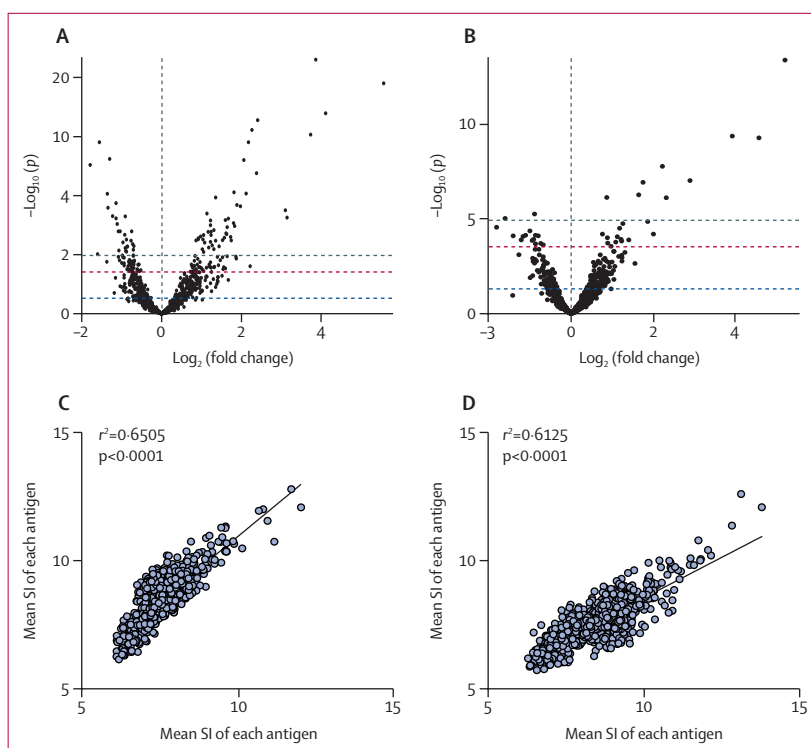 A
20
10
4
2
0
–Log₁₀ (p)
−2
0
2
4
Log₂ (fold change)
B
10
5
0
–Log₁₀ (p)
−3
0
2
4
Log₂ (fold change)
C
r²=0·6505
p<0·0001
15
10
5
Mean SI of each antigen
5
10
15
Mean SI of each antigen
D
r²=0·6125
p<0·0001
15
10
5
Mean SI of each antigen
5
10
15
Mean SI of each antigen